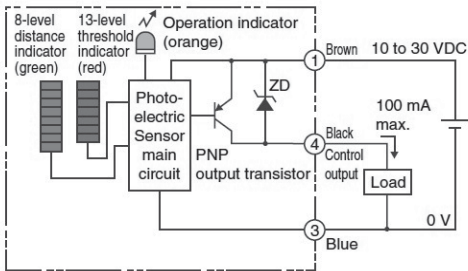 8-level
distance
indicator
(green)
13-level
threshold
indicator
(red)
Operation indicator
(orange)
Photo-
electric
Sensor
main
circuit
ZD
PNP
output transistor
1
Brown
10 to 30 VDC
100 mA
max.
4
Black
Control
output
Load
0 V
3
Blue